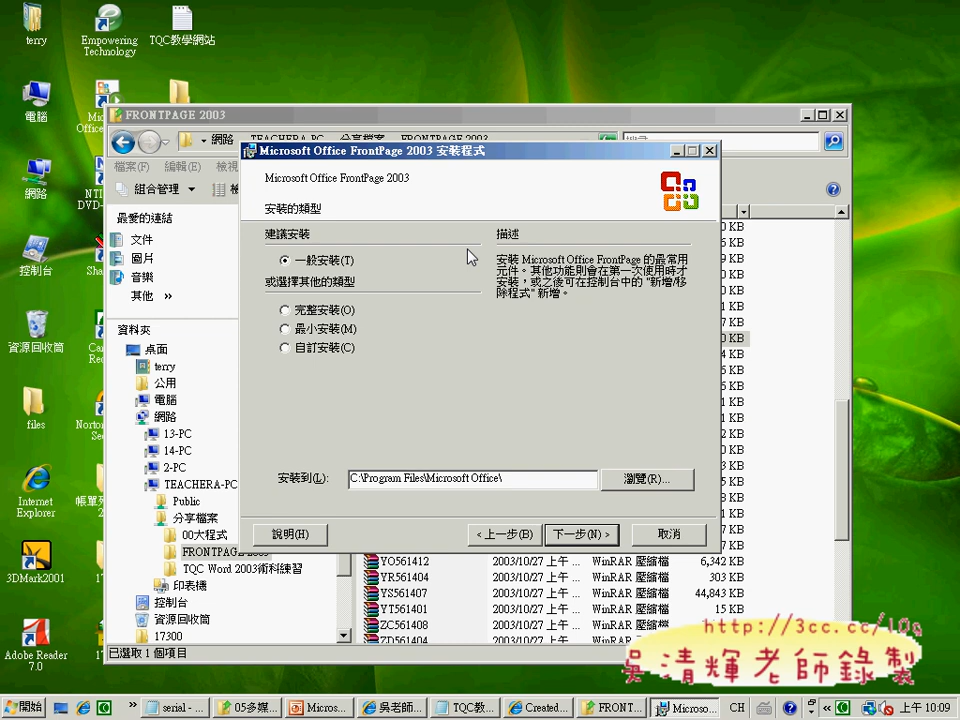 terry
Empowering
Technology
TQC教學網站
電腦
網路
控制台
資源回收筒
files
Internet
Explorer
3DMark2001
Adobe Reader
7.0
FRONTPAGE 2003
網路
TEACHERA-PC
分享檔案
FRONTPAGE 2003
檔案(F)
編輯(E)
檢視
組合管理
最愛的連結
文件
圖片
音樂
其他 »
資料夾
桌面
terry
公用
電腦
網路
13-PC
14-PC
2-PC
TEACHERA-PC
Public
分享檔案
00大程式
FRONTPAGE 2003
TQC Word 2003術科練習
印表機
控制台
資源回收筒
17300
已選取 1 個項目
Microsoft Office FrontPage 2003 安裝程式
Microsoft Office FrontPage 2003
安裝的類型
建議安裝
一般安裝(T)
或選擇其他的類型
完整安裝(O)
最小安裝(M)
自訂安裝(C)
描述
安裝 Microsoft Office FrontPage 的最常用
元件。其他功能則會在第一次使用時才
安裝，或之後可在控制台中的 "新增/移
除程式" 新增。
安裝到(L):
C:\Program Files\Microsoft Office\
瀏覽(R)...
說明(H)
< 上一步(B)
下一步(N) >
取消
YO561412 2003/10/27 上午 ... WinRAR 壓縮檔 6,342 KB
YR561404 2003/10/27 上午 ... WinRAR 壓縮檔 303 KB
YS561407 2003/10/27 上午 ... WinRAR 壓縮檔 44,843 KB
YT561401 2003/10/27 上午 ... WinRAR 壓縮檔 15 KB
ZC561408 2003/10/27 上午 ... WinRAR 壓縮檔
ZD561404 2003/10/27 上午 ... WinRAR 壓縮檔
http://3cc.cc/10a
吳清輝老師錄製
開始
serial - ...
05多媒...
Micros...
吳老師...
TQC教...
Created...
FRONT...
Microso...
CH
上午 10:09